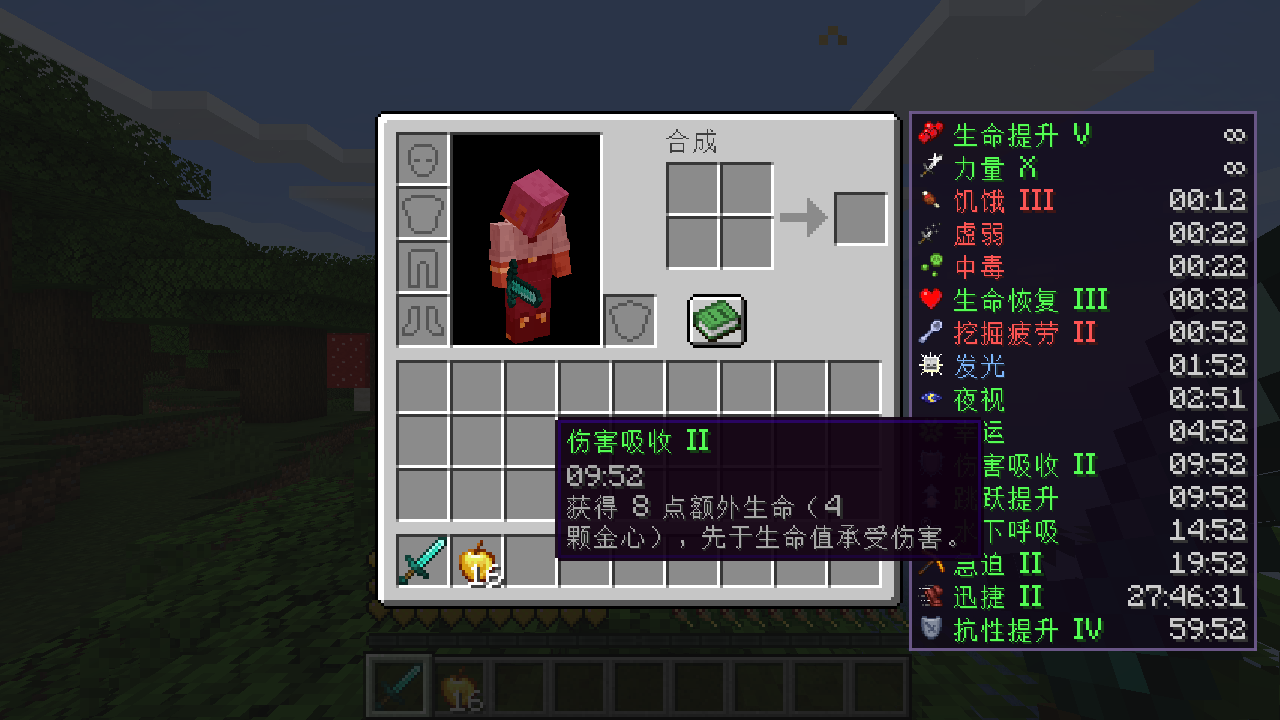 合成
生命提升 V ∞
力量 X ∞
饥饿 III 00:12
虚弱 00:22
中毒 00:22
生命恢复 III 00:32
挖掘疲劳 II 00:52
发光 01:52
夜视 02:51
幸运 04:52
伤害吸收 II 09:52
跳跃提升 09:52
水下呼吸 14:52
急迫 II 19:52
迅捷 II 27:46:31
抗性提升 IV 59:52
伤害吸收 II
09:52
获得 8 点额外生命（4
颗金心），先于生命值承受伤害。
16
16